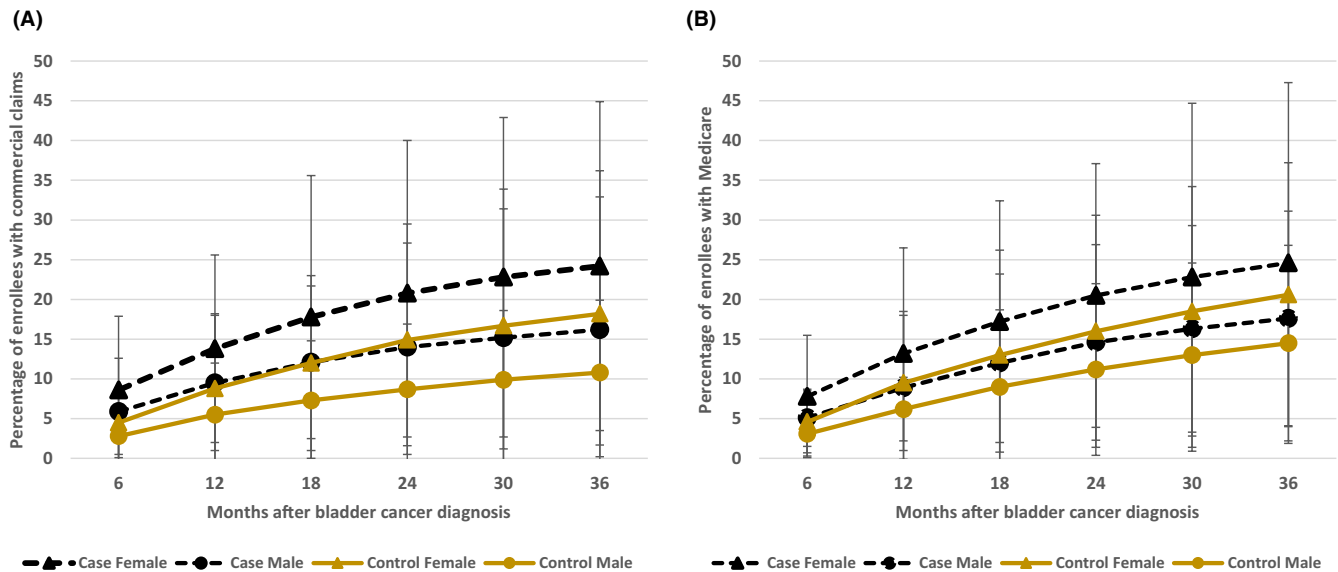 (A)
Percentage of enrollees with commercial claims
50
45
40
35
30
25
20
15
10
5
0
6 12 18 24 30 36
Months after bladder cancer diagnosis
Case Female Case Male Control Female Control Male
(B)
Percentage of enrollees with Medicare
50
45
40
35
30
25
20
15
10
5
0
6 12 18 24 30 36
Months after bladder cancer diagnosis
Case Female Case Male Control Female Control Male